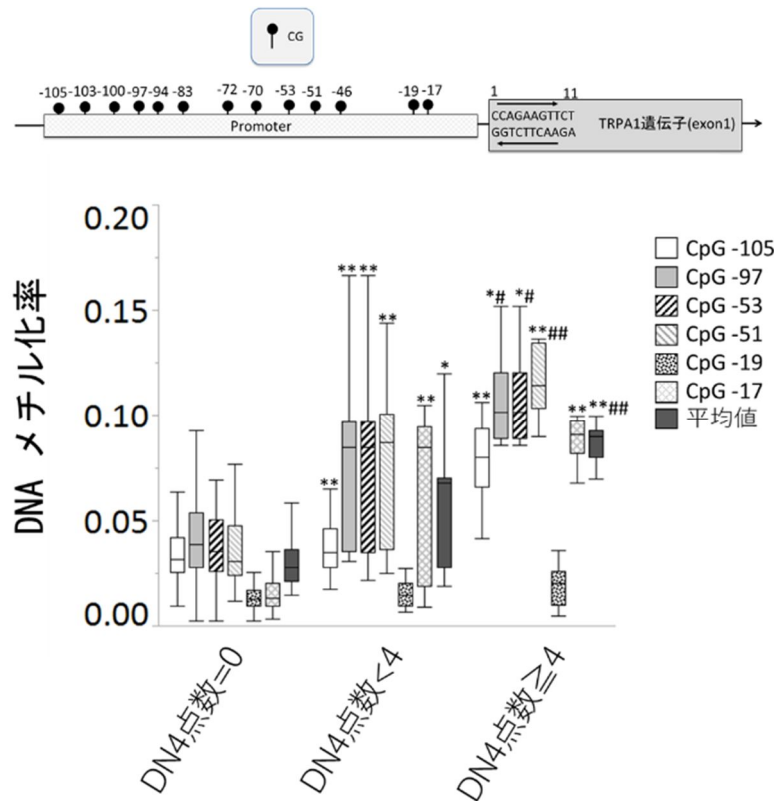 CG
-105 -103 -100 -97 -94 -83 -72 -70 -53 -51 -46 -19 -17 1 11
CCAGAAGTTCT
GGTCTTCAAGA
Promoter
TRPA1遺伝子(exon1)
DNA メチル化率
0.20
0.15
0.10
0.05
0.00
** ** ** ** ** *
** *# *# **## ** **##
CpG -105
CpG -97
CpG -53
CpG -51
CpG -19
CpG -17
平均値
DN4点数=0
DN4点数<4
DN4点数≧4